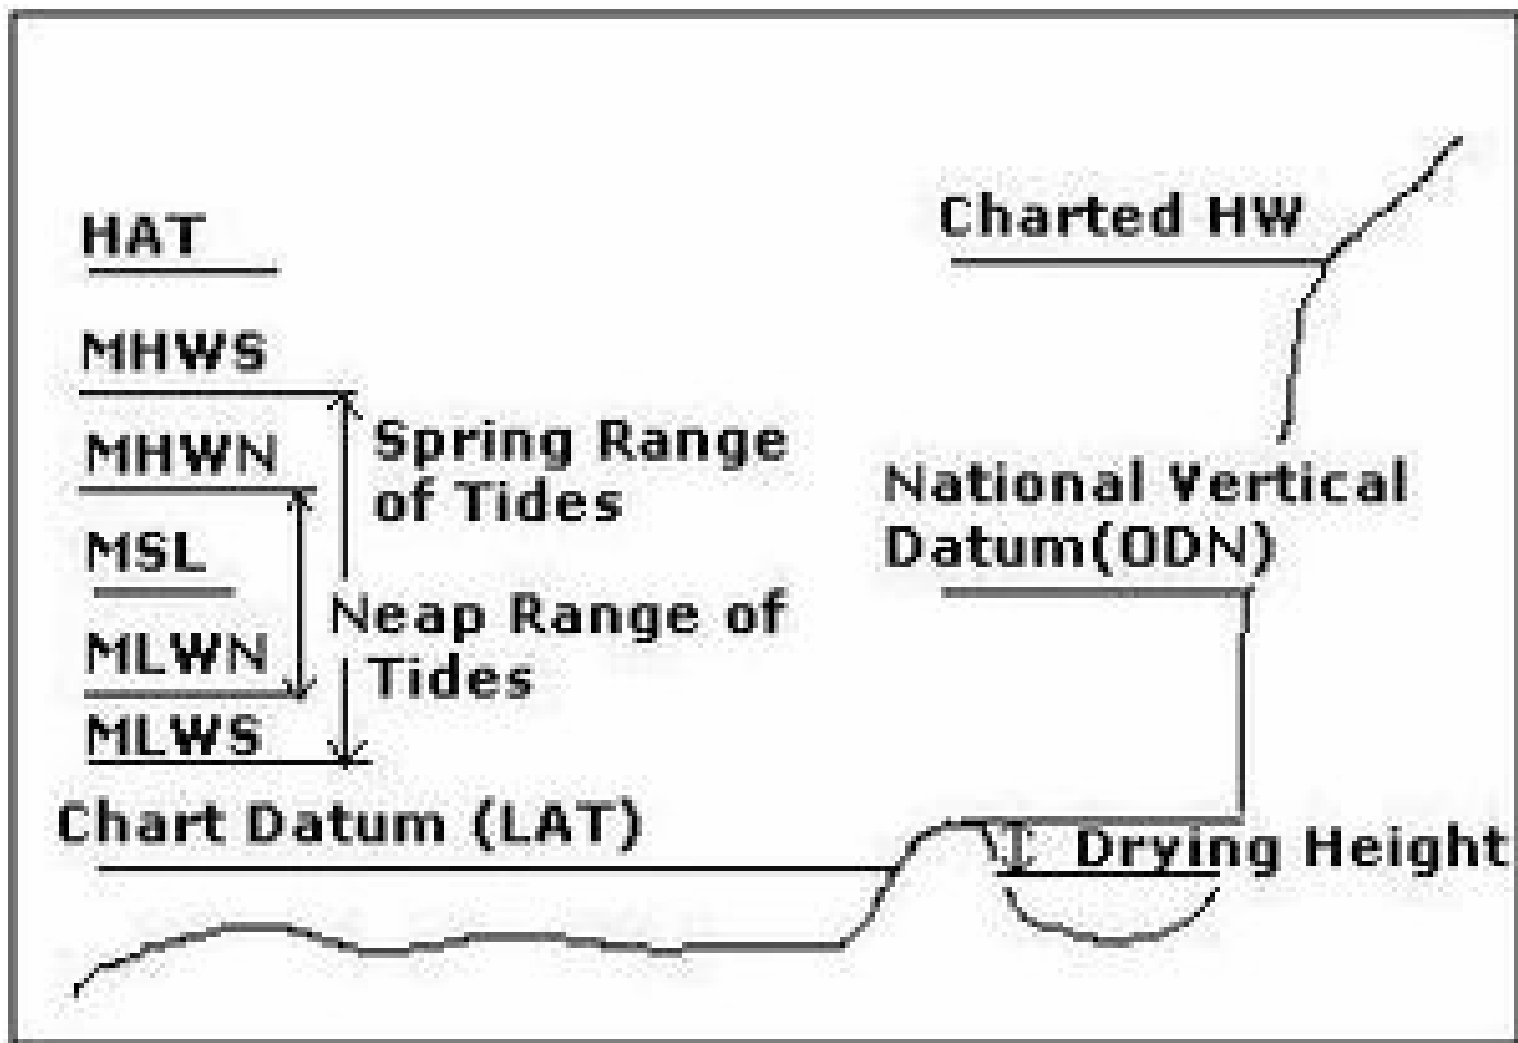 HAT
Charted HW
MHWS
Spring Range
of Tides
MHWN
National Vertical
Datum(ODN)
MSL
Neap Range of
Tides
MLWN
MLWS
Chart Datum (LAT)
Drying Height